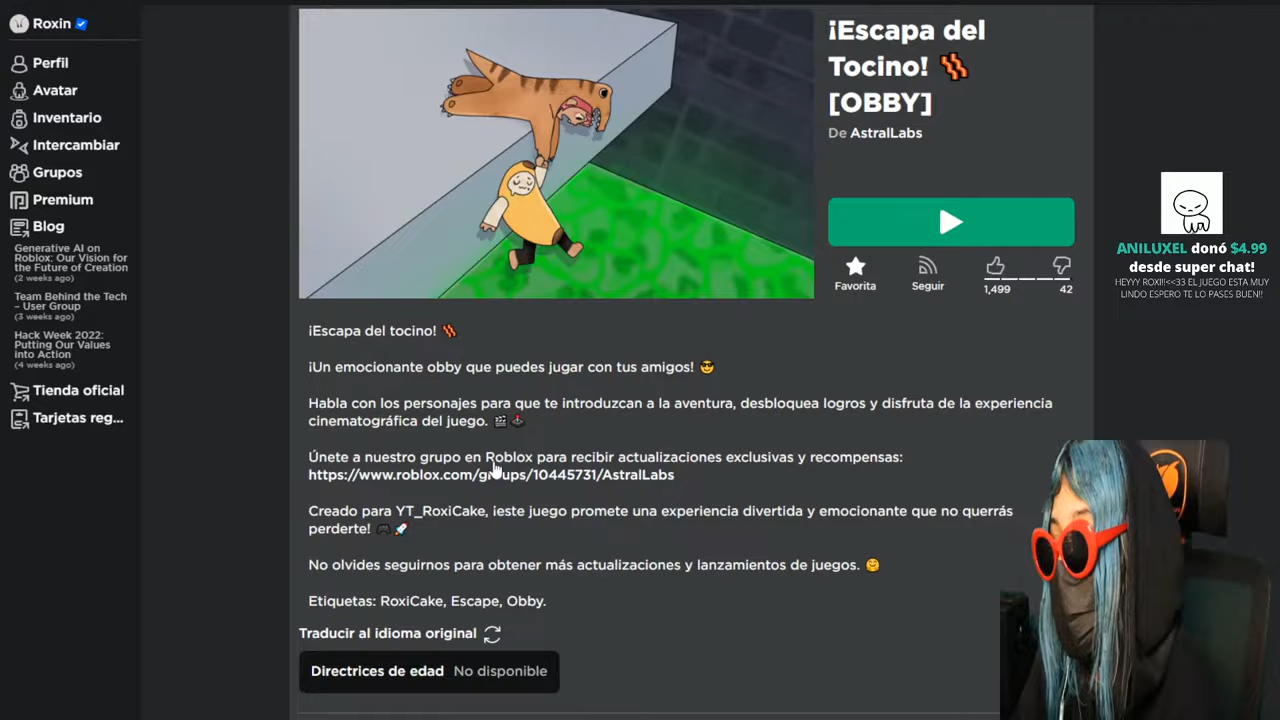 Roxin
Perfil
Avatar
Inventario
Intercambiar
Grupos
Premium
Blog
Generative AI on
Roblox: Our Vision for
the Future of Creation
(2 weeks ago)
Team Behind the Tech
– User Group
(3 weeks ago)
Hack Week 2022:
Putting Our Values
into Action
(4 weeks ago)
Tienda oficial
Tarjetas reg...
¡Escapa del
Tocino! 🥓
[OBBY]
De AstralLabs
Favorita
Seguir
1,499
42
¡Escapa del tocino! 🥓
¡Un emocionante obby que puedes jugar con tus amigos! 😎
Habla con los personajes para que te introduzcan a la aventura, desbloquea logros y disfruta de la experiencia
cinematográfica del juego. 🎬🕹️
Únete a nuestro grupo en Roblox para recibir actualizaciones exclusivas y recompensas:
https://www.roblox.com/groups/10445731/AstralLabs
Creado para YT_RoxiCake, ¡este juego promete una experiencia divertida y emocionante que no querrás
perderte! 🎮🚀
No olvides seguirnos para obtener más actualizaciones y lanzamientos de juegos. 🤗
Etiquetas: RoxiCake, Escape, Obby.
Traducir al idioma original
Directrices de edad No disponible
ANILUXEL donó $4.99
desde super chat!
HEYYY ROXI!!<<33 EL JUEGO ESTA MUY
LINDO ESPERO TE LO PASES BUEN!!